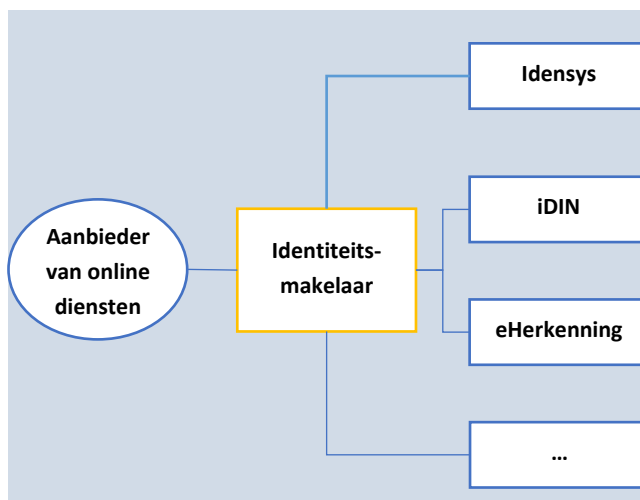 Idensys
iDIN
Aanbieder
van online
diensten
Identiteits-
makelaar
eHerkenning
...